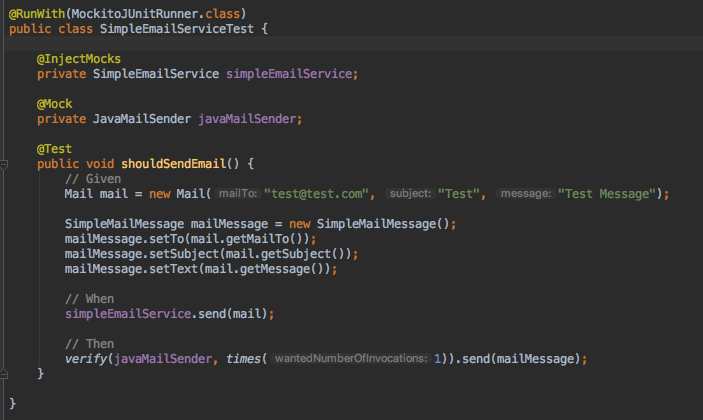 @RunWith(MockitoJUnitRunner.class)
public class SimpleEmailServiceTest {
@InjectMocks
private SimpleEmailService simpleEmailService;
@Mock
private JavaMailSender javaMailSender;
@Test
public void shouldSendEmail() {
// Given
Mail mail = new Mail( mailTo: "test@test.com", subject: "Test", message: "Test Message");
SimpleMailMessage mailMessage = new SimpleMailMessage();
mailMessage.setTo(mail.getMailTo());
mailMessage.setSubject(mail.getSubject());
mailMessage.setText(mail.getMessage());
// When
simpleEmailService.send(mail);
// Then
verify(javaMailSender, times( wantedNumberOfInvocations: 1)).send(mailMessage);
}
}